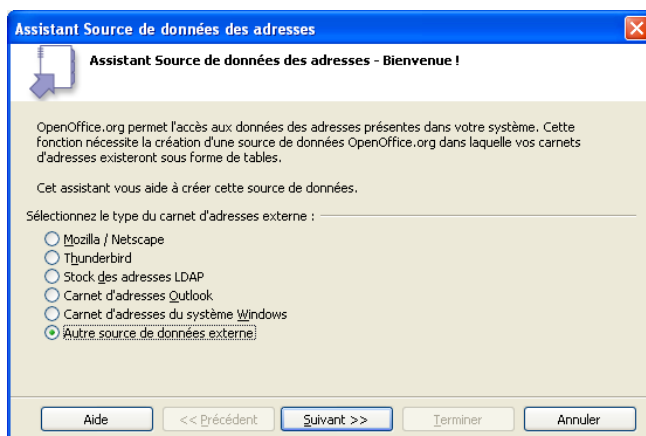 Assistant Source de données des adresses
Assistant Source de données des adresses - Bienvenue !
OpenOffice.org permet l'accès aux données des adresses présentes dans votre système. Cette
fonction nécessite la création d'une source de données OpenOffice.org dans laquelle vos carnets
d'adresses existeront sous forme de tables.
Cet assistant vous aide à créer cette source de données.
Sélectionnez le type du carnet d'adresses externe :
Mozilla / Netscape
Thunderbird
Stock des adresses LDAP
Carnet d'adresses Outlook
Carnet d'adresses du système Windows
Autre source de données externe
Aide << Précédent Suivant >> Terminer Annuler